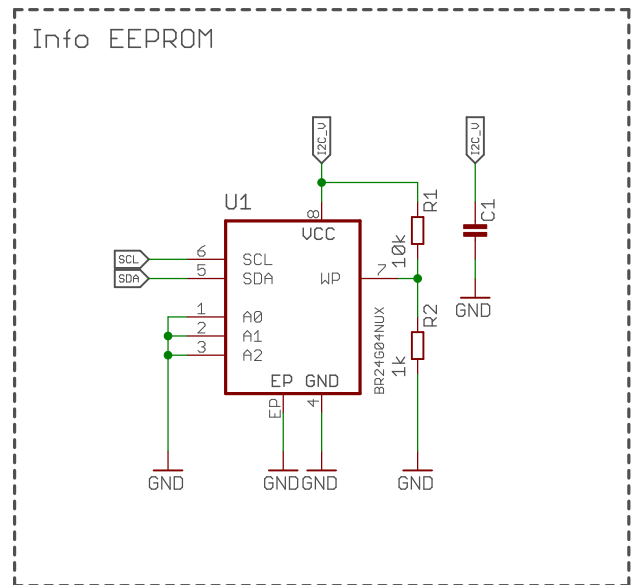 Info EEPROM
I2C_V
I2C_V
U1
8
VCC
R1
10k
C1
SCL
6
SCL
SDA
5
SDA
WP
7
GND
1
A0
2
A1
3
A2
BR24G04NUX
R2
1k
EP
GND
EP
4
GND
GND
GND
GND